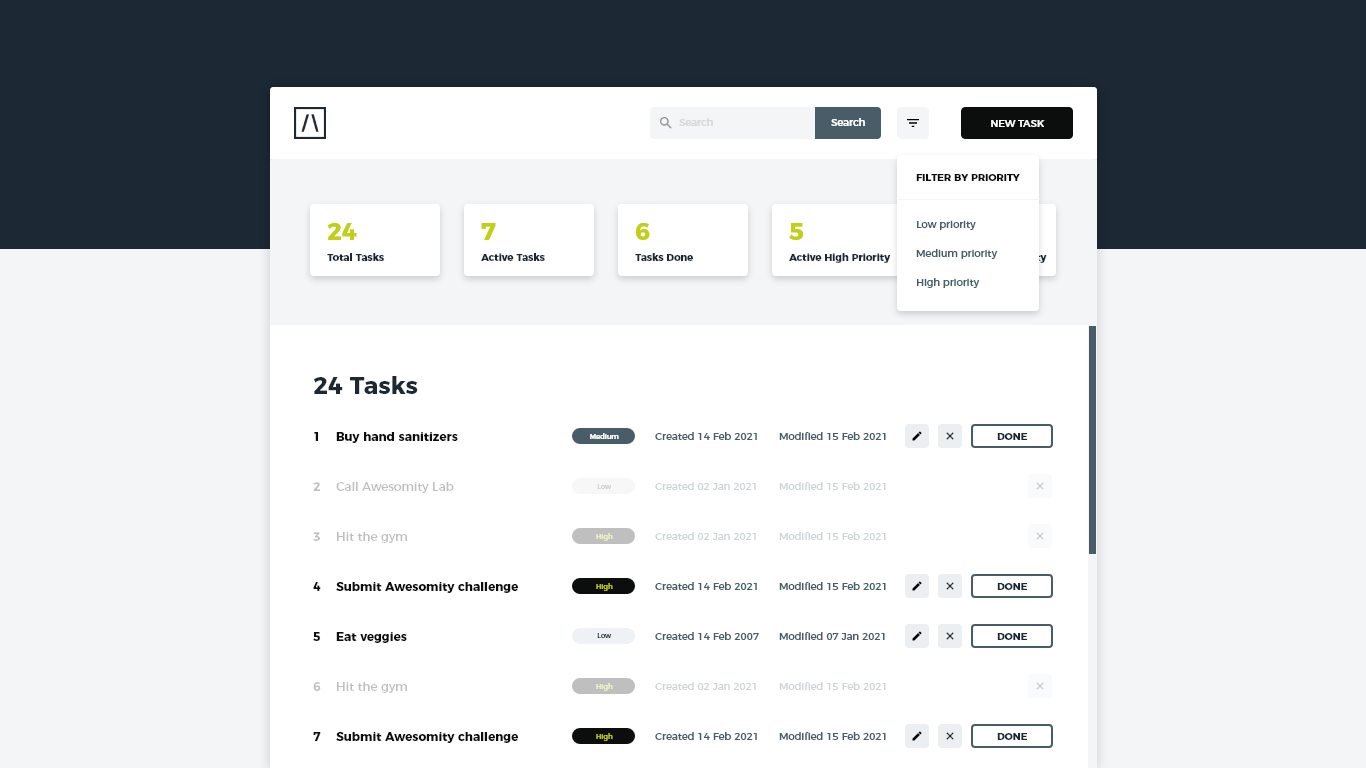 /\
Search Search NEW TASK
FILTER BY PRIORITY
Low priority
Medium priority
High priority
24 7 6 5
Total Tasks Active Tasks Tasks Done Active High Priority
24 Tasks
1 Buy hand sanitizers Medium Created 14 Feb 2021 Modified 15 Feb 2021 DONE
2 Call Awesomity Lab Low Created 02 Jan 2021 Modified 15 Feb 2021
3 Hit the gym High Created 02 Jan 2021 Modified 15 Feb 2021
4 Submit Awesomity challenge High Created 14 Feb 2021 Modified 15 Feb 2021 DONE
5 Eat veggies Low Created 14 Feb 2007 Modified 07 Jan 2021 DONE
6 Hit the gym High Created 02 Jan 2021 Modified 15 Feb 2021
7 Submit Awesomity challenge High Created 14 Feb 2021 Modified 15 Feb 2021 DONE